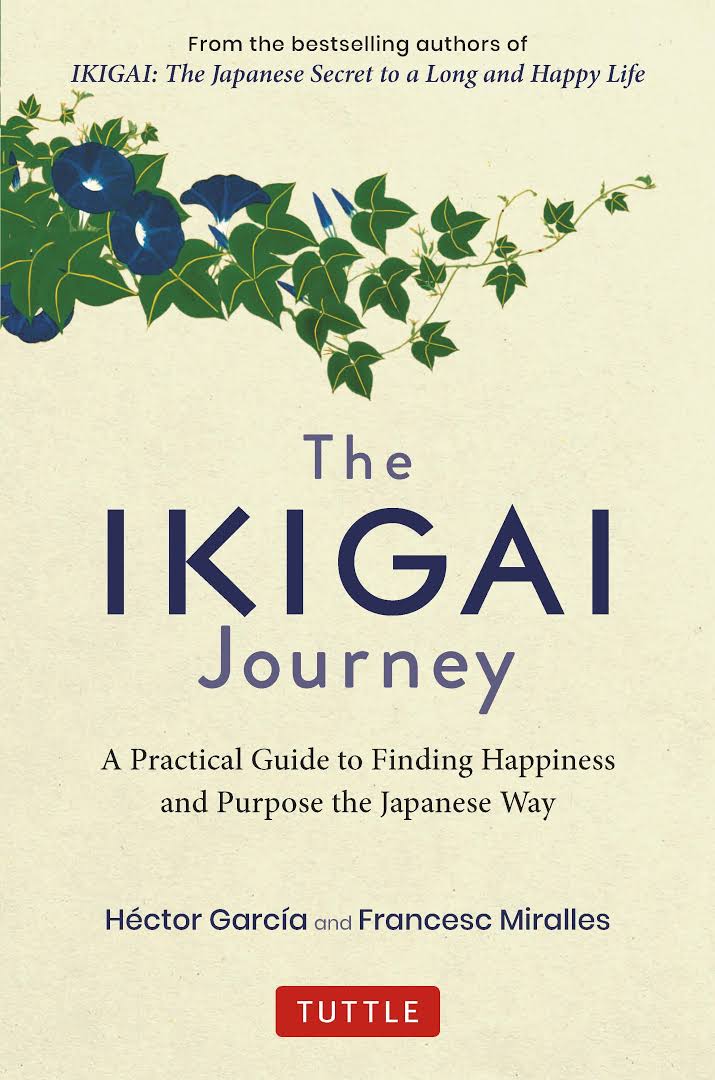 From the bestselling authors of
IKIGAI: The Japanese Secret to a Long and Happy Life
The
IKIGAI
Journey
A Practical Guide to Finding Happiness
and Purpose the Japanese Way
Héctor García and Francesc Miralles
TUTTLE